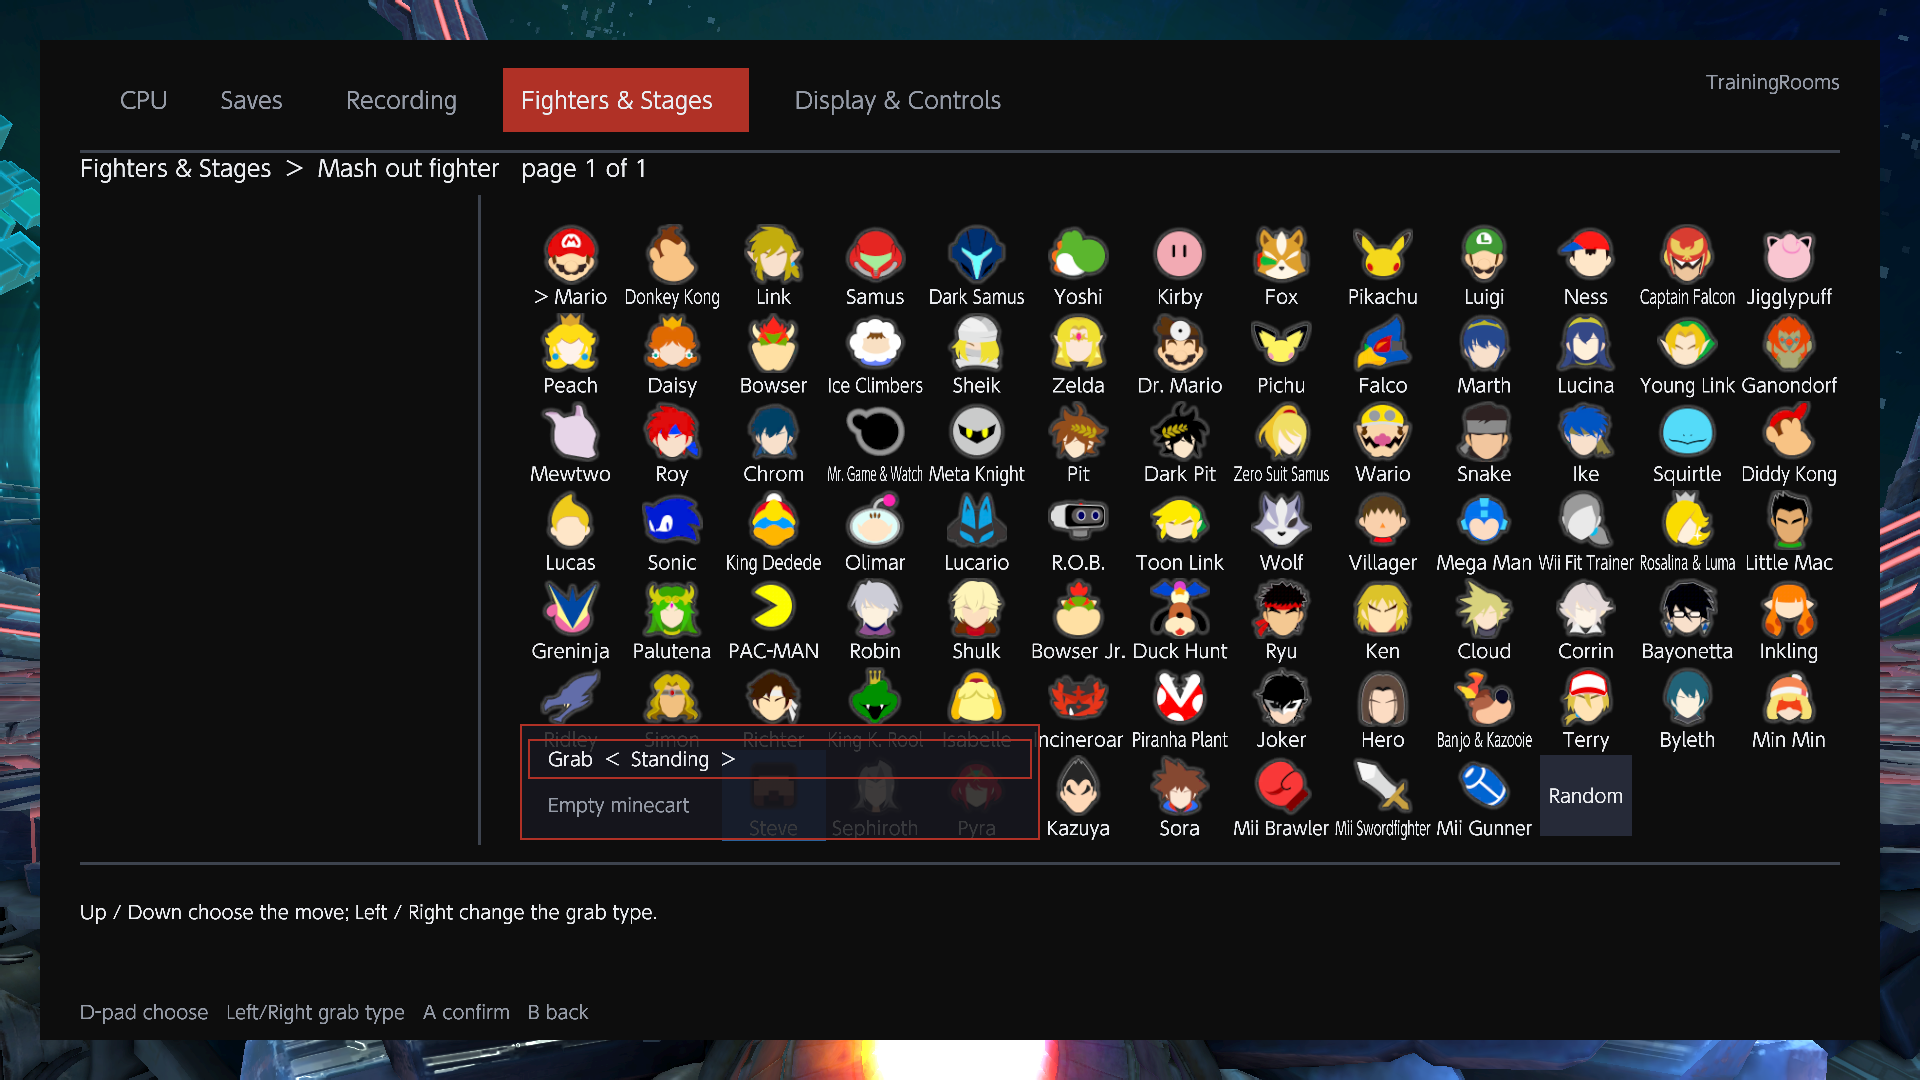 CPU Saves Recording Fighters & Stages Display & Controls TrainingRooms
Fighters & Stages > Mash out fighter page 1 of 1
> Mario Donkey Kong Link Samus Dark Samus Yoshi Kirby Fox Pikachu Luigi Ness Captain Falcon Jigglypuff
Peach Daisy Bowser Ice Climbers Sheik Zelda Dr. Mario Pichu Falco Marth Lucina Young Link Ganondorf
Mewtwo Roy Chrom Mr. Game & Watch Meta Knight Pit Dark Pit Zero Suit Samus Wario Snake Ike Squirtle Diddy Kong
Lucas Sonic King Dedede Olimar Lucario R.O.B. Toon Link Wolf Villager Mega Man Wii Fit Trainer Rosalina & Luma Little Mac
Greninja Palutena PAC-MAN Robin Shulk Bowser Jr. Duck Hunt Ryu Ken Cloud Corrin Bayonetta Inkling
Ridley Simon Richter King K. Rool Isabelle Incineroar Piranha Plant Joker Hero Banjo & Kazooie Terry Byleth Min Min
Grab < Standing >
Empty minecart
Steve Sephiroth Pyra Kazuya Sora Mii Brawler Mii Swordfighter Mii Gunner Random
Up / Down choose the move; Left / Right change the grab type.
D-pad choose Left/Right grab type A confirm B back